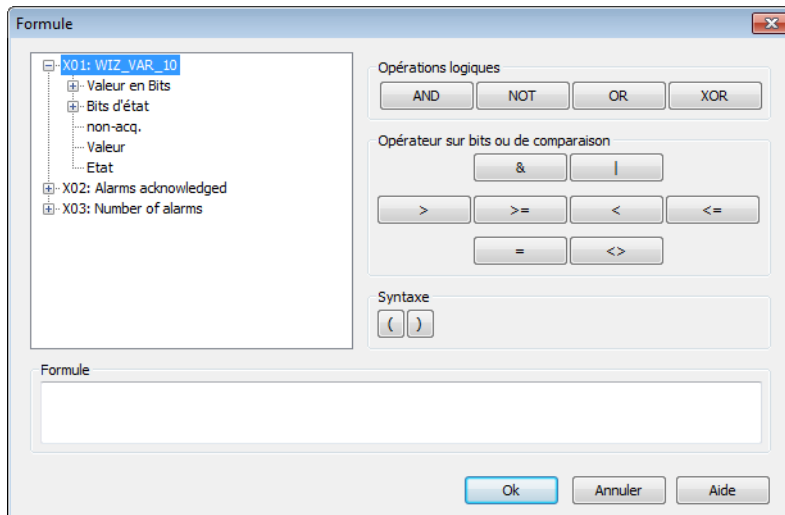 Formule
X01: WIZ_VAR_10
Valeur en Bits
Bits d'état
non-acq.
Valeur
Etat
X02: Alarms acknowledged
X03: Number of alarms
Opérations logiques
AND NOT OR XOR
Opérateur sur bits ou de comparaison
& |
> >= < <=
= <>
Syntaxe
( )
Formule
Ok Annuler Aide